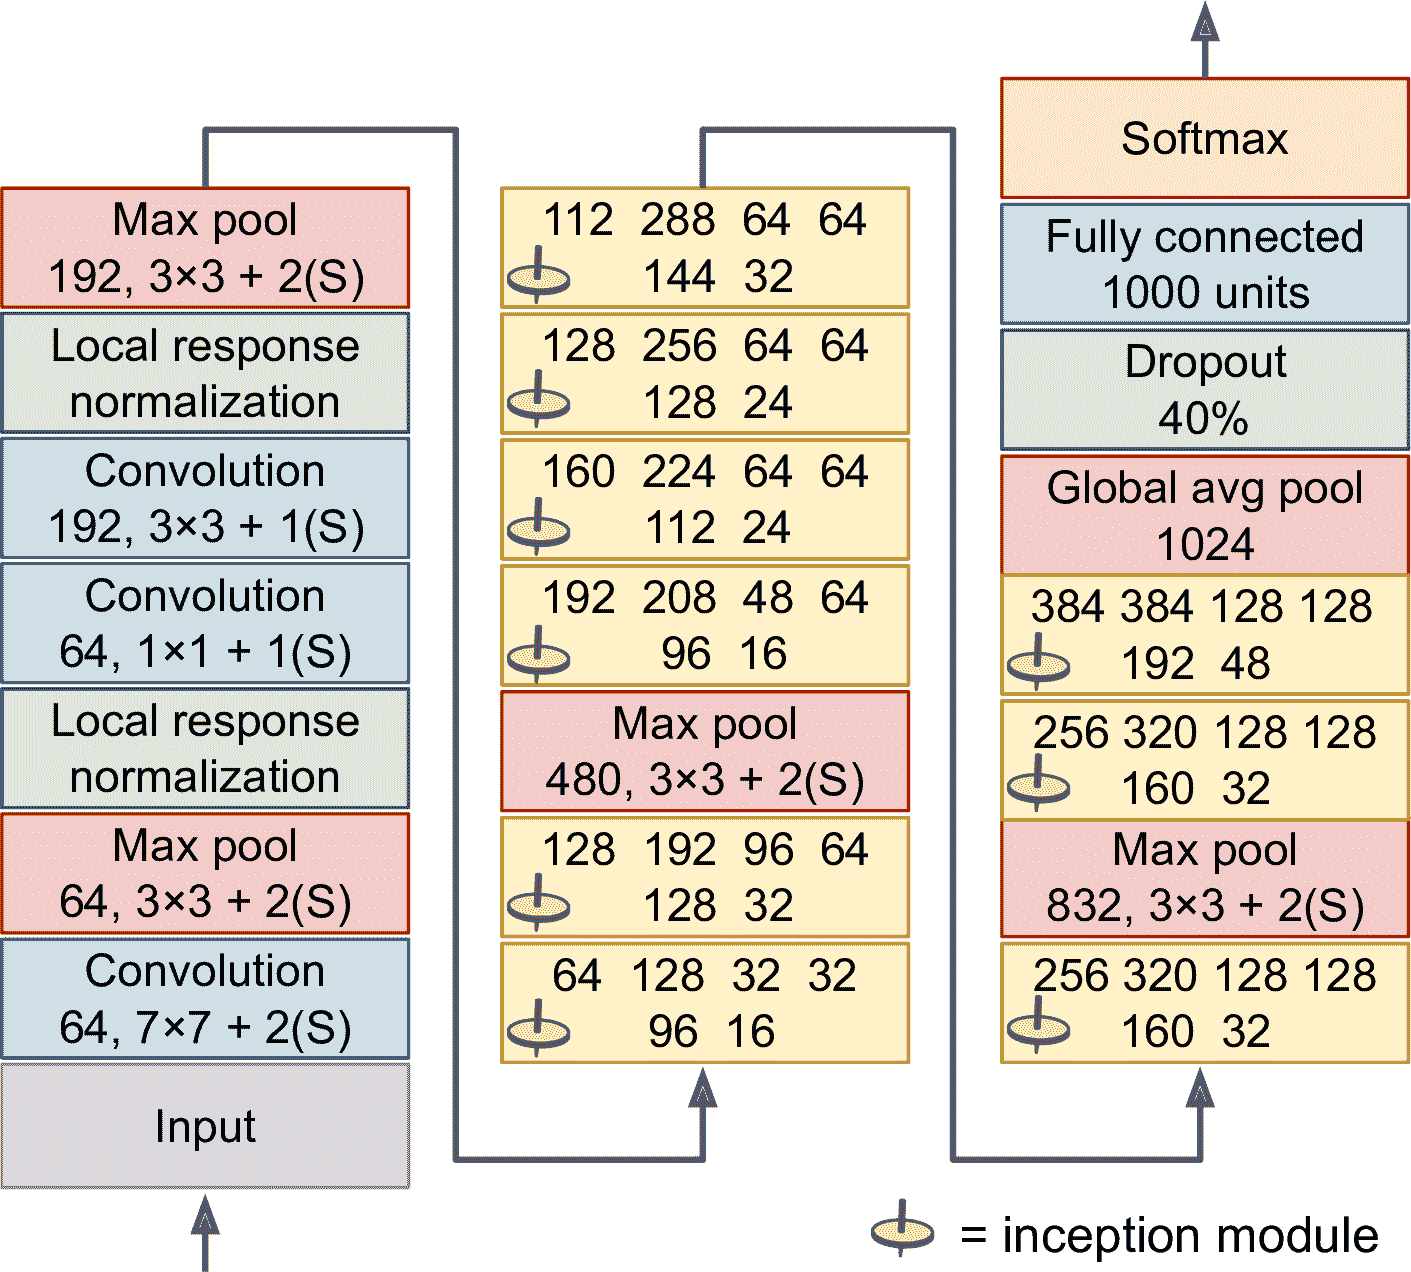 Max pool
192, 3×3 + 2(S)
Local response
normalization
Convolution
192, 3×3 + 1(S)
Convolution
64, 1×1 + 1(S)
Local response
normalization
Max pool
64, 3×3 + 2(S)
Convolution
64, 7×7 + 2(S)
Input
112 288 64 64
144 32
128 256 64 64
128 24
160 224 64 64
112 24
192 208 48 64
96 16
Max pool
480, 3×3 + 2(S)
128 192 96 64
128 32
64 128 32 32
96 16
Softmax
Fully connected
1000 units
Dropout
40%
Global avg pool
1024
384 384 128 128
192 48
256 320 128 128
160 32
Max pool
832, 3×3 + 2(S)
256 320 128 128
160 32
= inception module